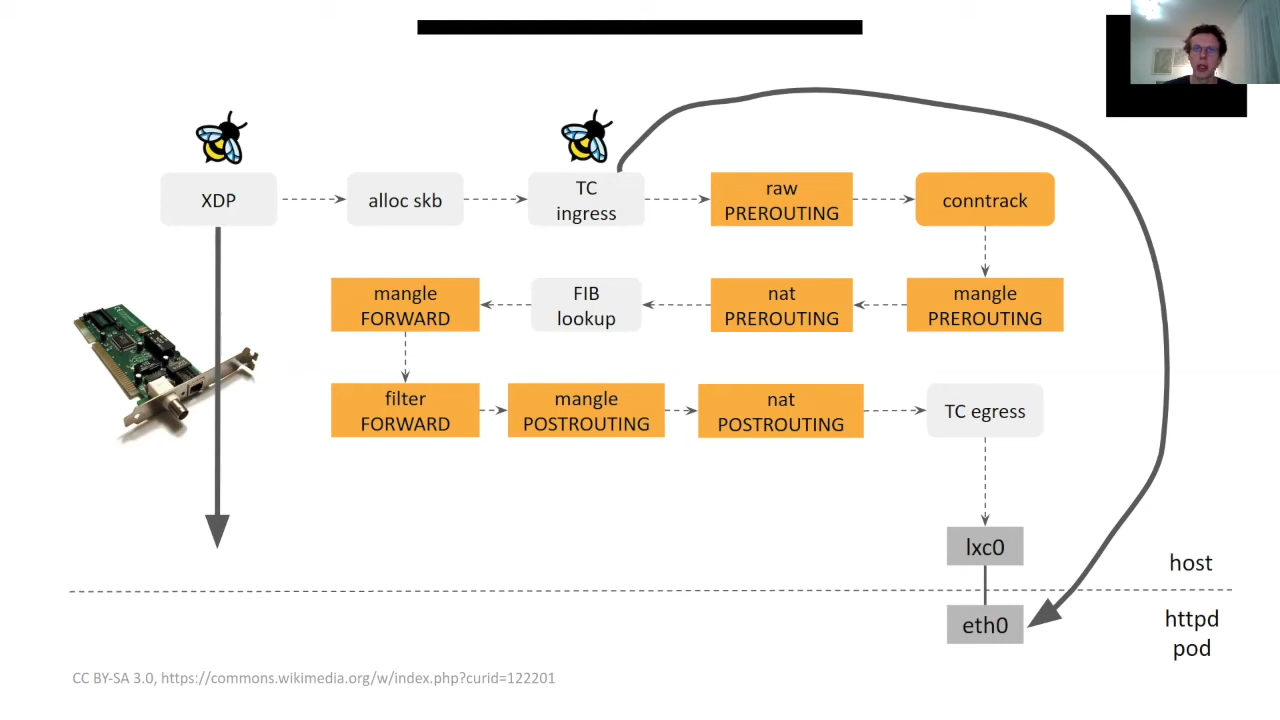 XDP
alloc skb
TC
ingress
raw
PREROUTING
conntrack
mangle
FORWARD
FIB
lookup
nat
PREROUTING
mangle
PREROUTING
filter
FORWARD
mangle
POSTROUTING
nat
POSTROUTING
TC egress
lxc0
host
eth0
httpd
pod
CC BY-SA 3.0, https://commons.wikimedia.org/w/index.php?curid=122201